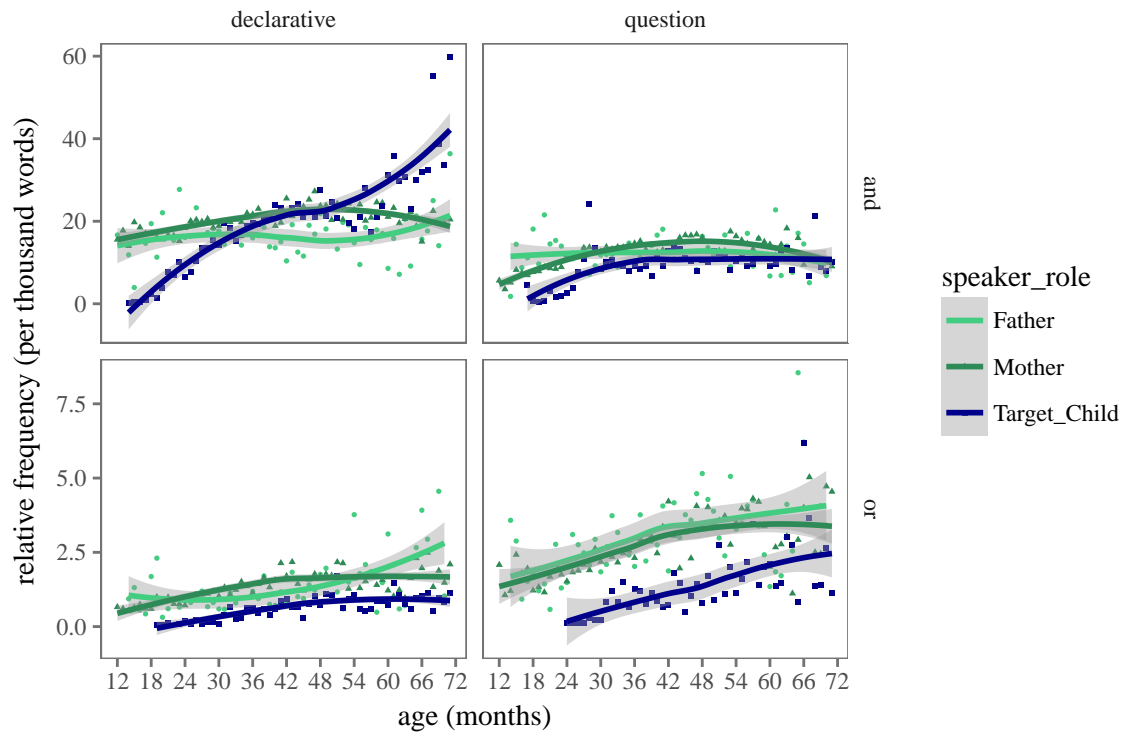 declarative
question
60
40
20
0
and
relative frequency (per thousand words)
7.5
5.0
2.5
0.0
or
12 18 24 30 36 42 48 54 60 66 72
12 18 24 30 36 42 48 54 60 66 72
age (months)
speaker_role
Father
Mother
Target_Child